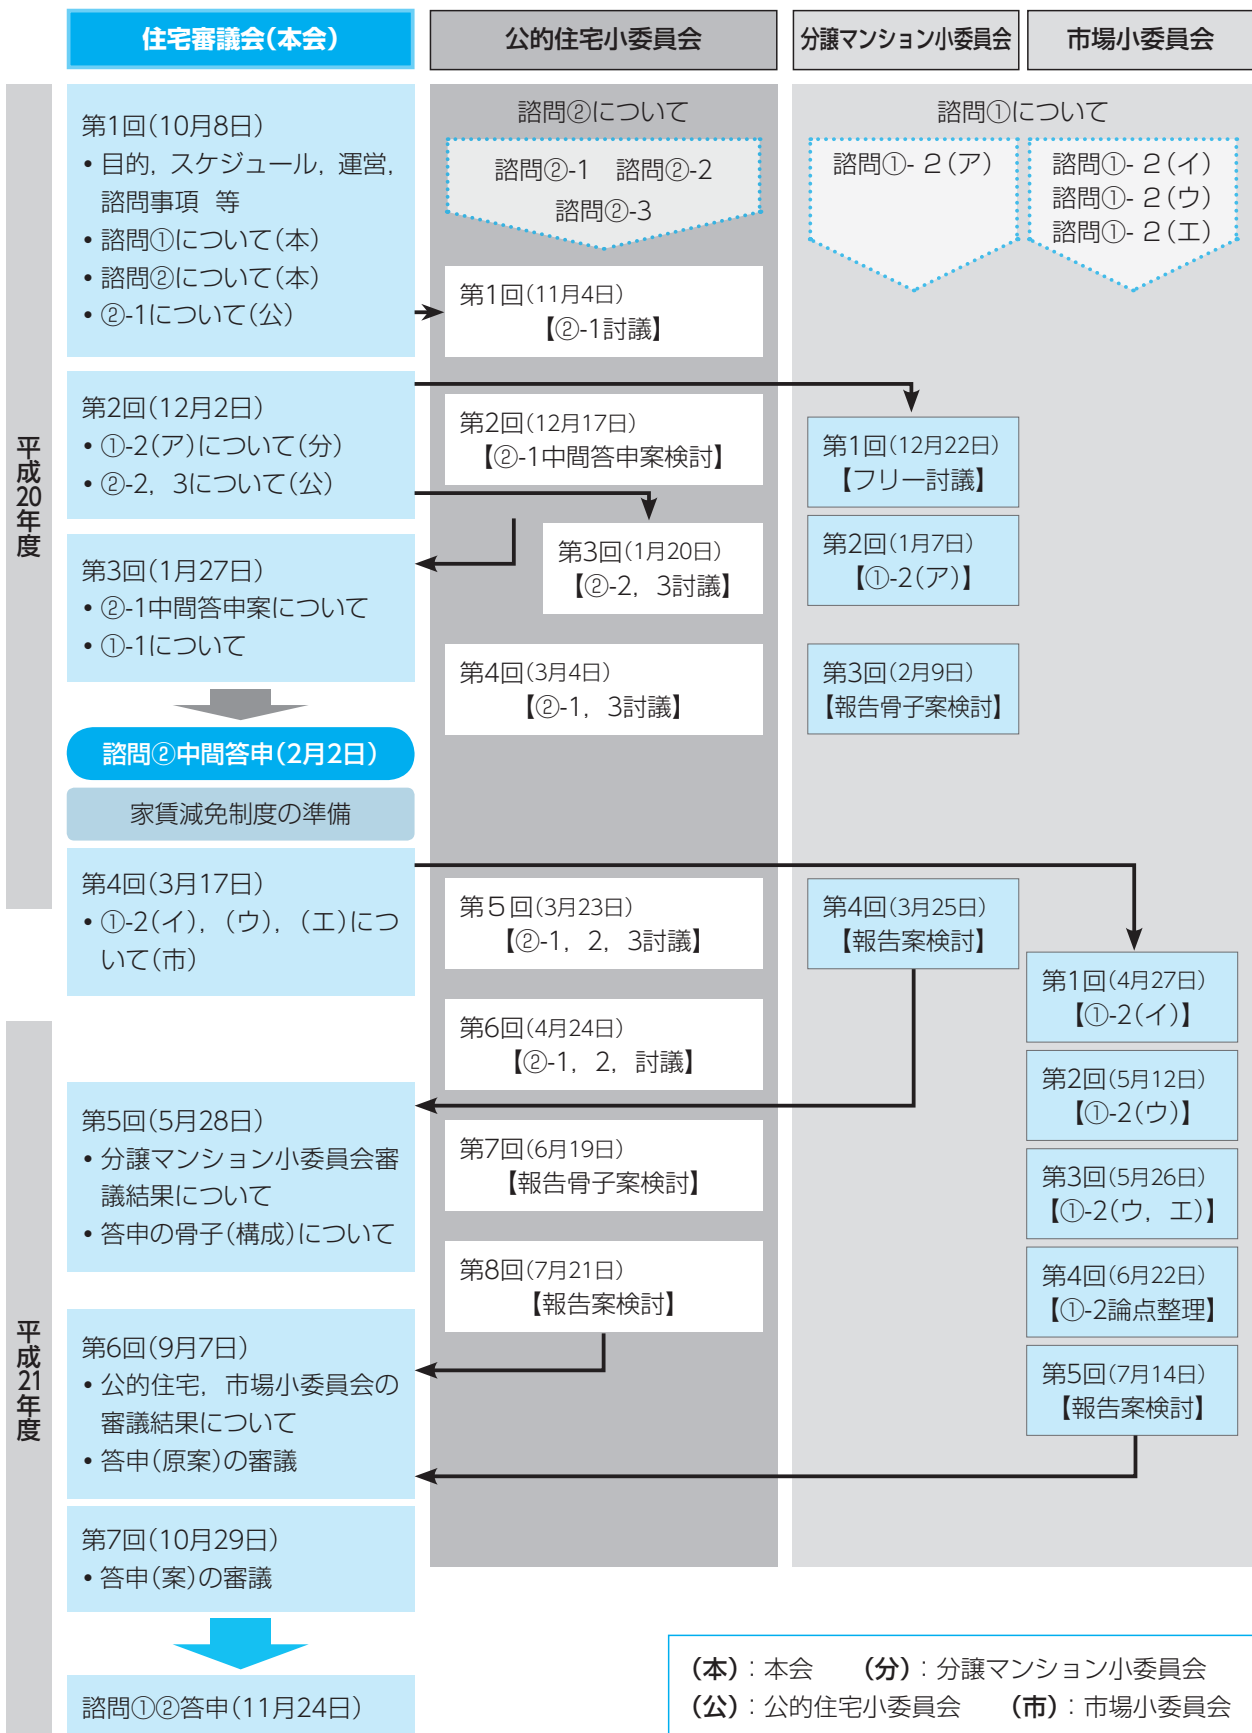 住宅審議会(本会)
公的住宅小委員会
分譲マンション小委員会
市場小委員会
平成20年度
第1回(10月8日)
• 目的，スケジュール，運営，
諮問事項 等
• 諮問①について(本)
• 諮問②について(本)
• ②-1について(公)
第2回(12月2日)
• ①-2(ア)について(分)
• ②-2，3について(公)
第3回(1月27日)
• ②-1中間答申案について
• ①-1について
諮問②中間答申(2月2日)
家賃減免制度の準備
第4回(3月17日)
• ①-2(イ)，(ウ)，(エ)につ
いて(市)
平成21年度
第5回(5月28日)
• 分譲マンション小委員会審
議結果について
• 答申の骨子(構成)について
第6回(9月7日)
• 公的住宅，市場小委員会の
審議結果について
• 答申(原案)の審議
第7回(10月29日)
• 答申(案)の審議
諮問①②答申(11月24日)
諮問②について
諮問②-1 諮問②-2
諮問②-3
第1回(11月4日)
【②-1討議】
第2回(12月17日)
【②-1中間答申案検討】
第3回(1月20日)
【②-2，3討議】
第4回(3月4日)
【②-1，3討議】
第５回(3月23日)
【②-1，2，3討議】
第6回(4月24日)
【②-1，2，討議】
第7回(6月19日)
【報告骨子案検討】
第8回(7月21日)
【報告案検討】
諮問①について
諮問①-２(ア)
諮問①-２(イ)
諮問①-２(ウ)
諮問①-２(エ)
第1回(12月22日)
【フリー討議】
第2回(1月7日)
【①-2(ア)】
第3回(2月9日)
【報告骨子案検討】
第4回(3月25日)
【報告案検討】
第1回(4月27日)
【①-2(イ)】
第2回(5月12日)
【①-2(ウ)】
第3回(5月26日)
【①-2(ウ，エ)】
第4回(6月22日)
【①-2論点整理】
第5回(7月14日)
【報告案検討】
(本)：本会 (分)：分譲マンション小委員会
(公)：公的住宅小委員会 (市)：市場小委員会